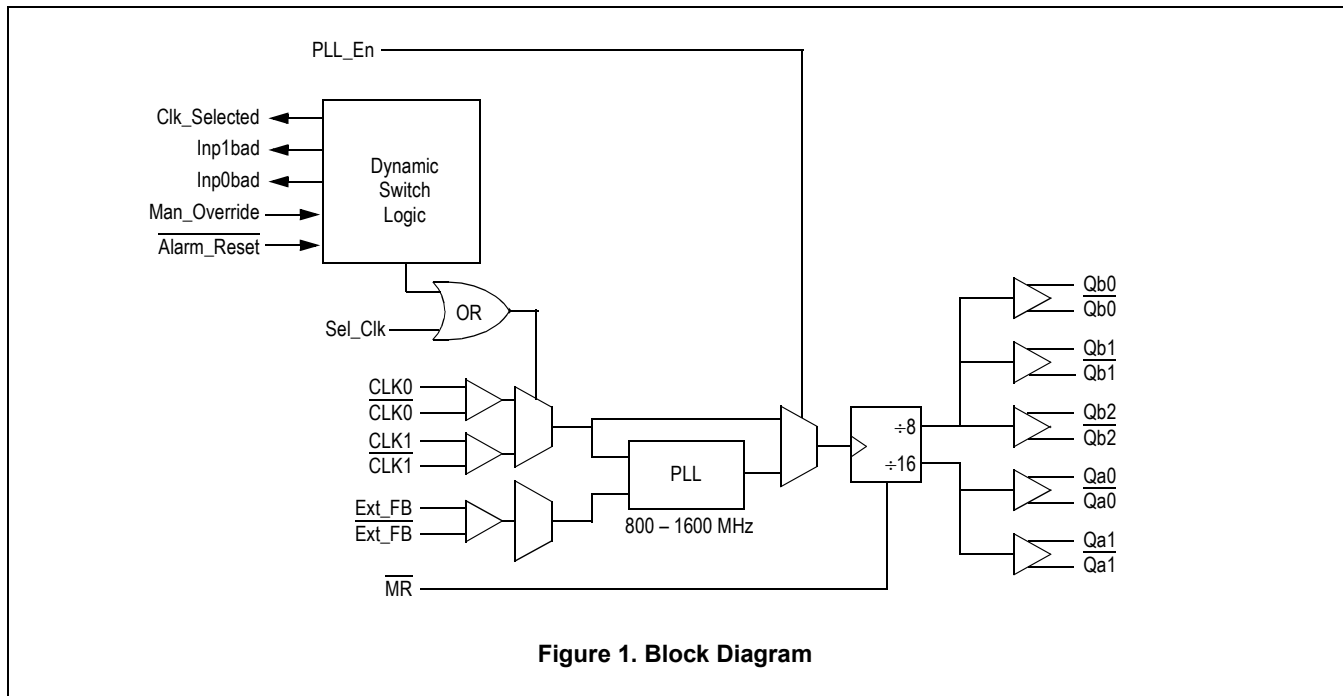 PLL_En
Clk_Selected
Inp1bad
Inp0bad
Man_Override
Alarm_Reset
Dynamic
Switch
Logic
OR
Sel_Clk
CLK0
CLK0
CLK1
CLK1
Ext_FB
Ext_FB
PLL
800 – 1600 MHz
MR
÷8
÷16
Qb0
Qb0
Qb1
Qb1
Qb2
Qb2
Qa0
Qa0
Qa1
Qa1
Figure 1. Block Diagram